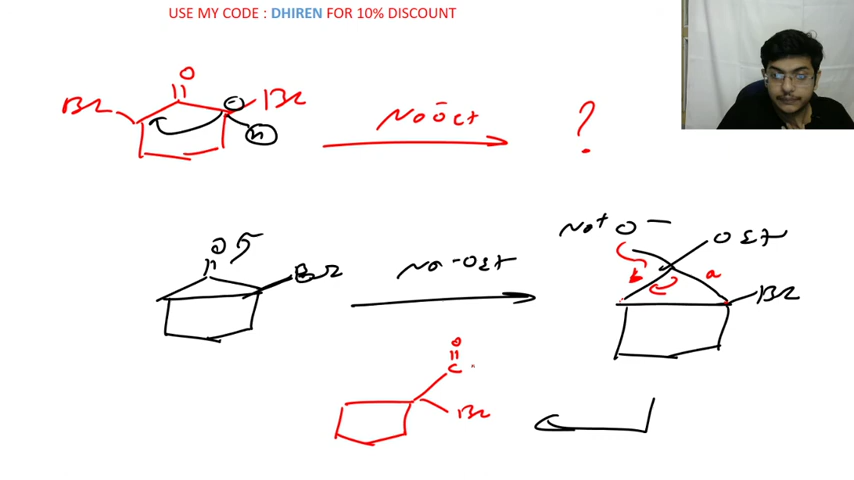 USE MY CODE : DHIREN FOR 10% DISCOUNT
O
Br
Br
H
NaOEt
?
O
Br
Na-OEt
Na+ O−
OEt
a
b
Br
O
C
Br